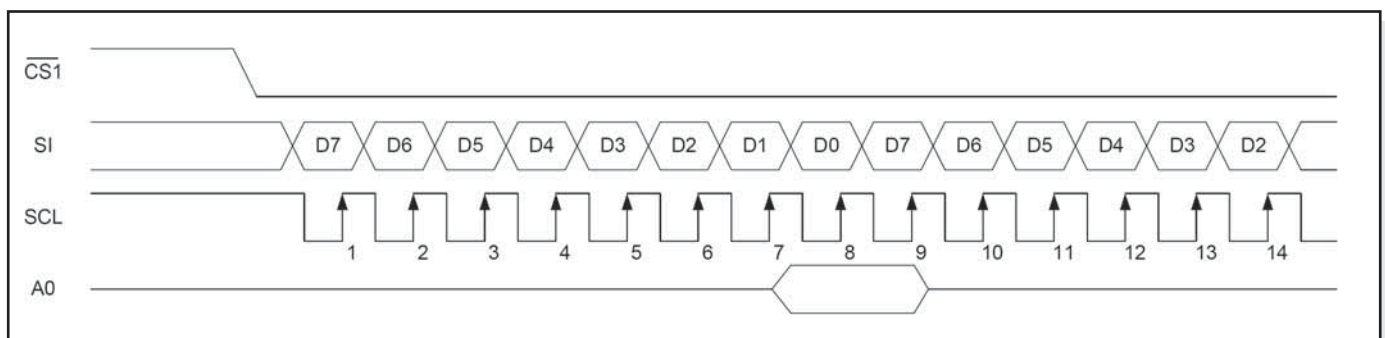 C̅S̅1̅
SI D7 D6 D5 D4 D3 D2 D1 D0 D7 D6 D5 D4 D3 D2
SCL
1 2 3 4 5 6 7 8 9 10 11 12 13 14
A0